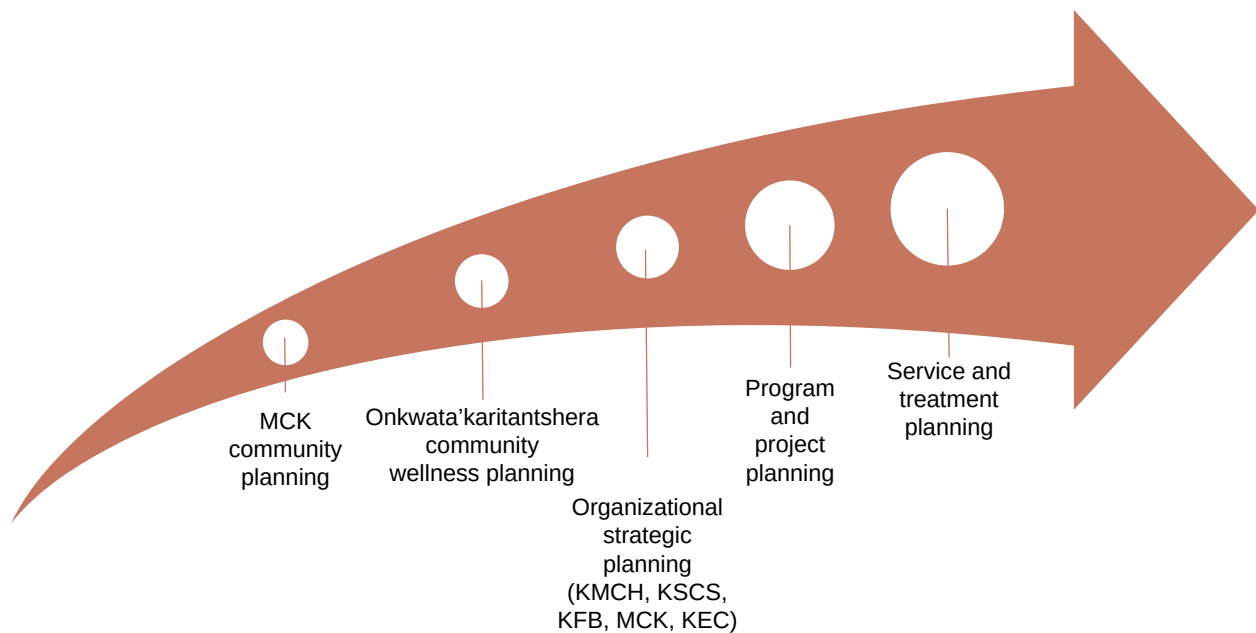 MCK
community
planning
Onkwata’karitantshera
community
wellness planning
Organizational
strategic
planning
(KMCH, KSCS,
KFB, MCK, KEC)
Program
and
project
planning
Service and
treatment
planning